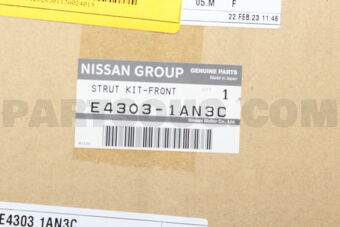 05.M F
22 FEB.23 11:46
NISSAN GROUP GENUINE PARTS
Made in Japan
STRUT KIT-FRONT QTY 1
E4303-1AN3C
Nissan Motor Co., Ltd.
PARTSOUQ.COM
E4303 1AN3C